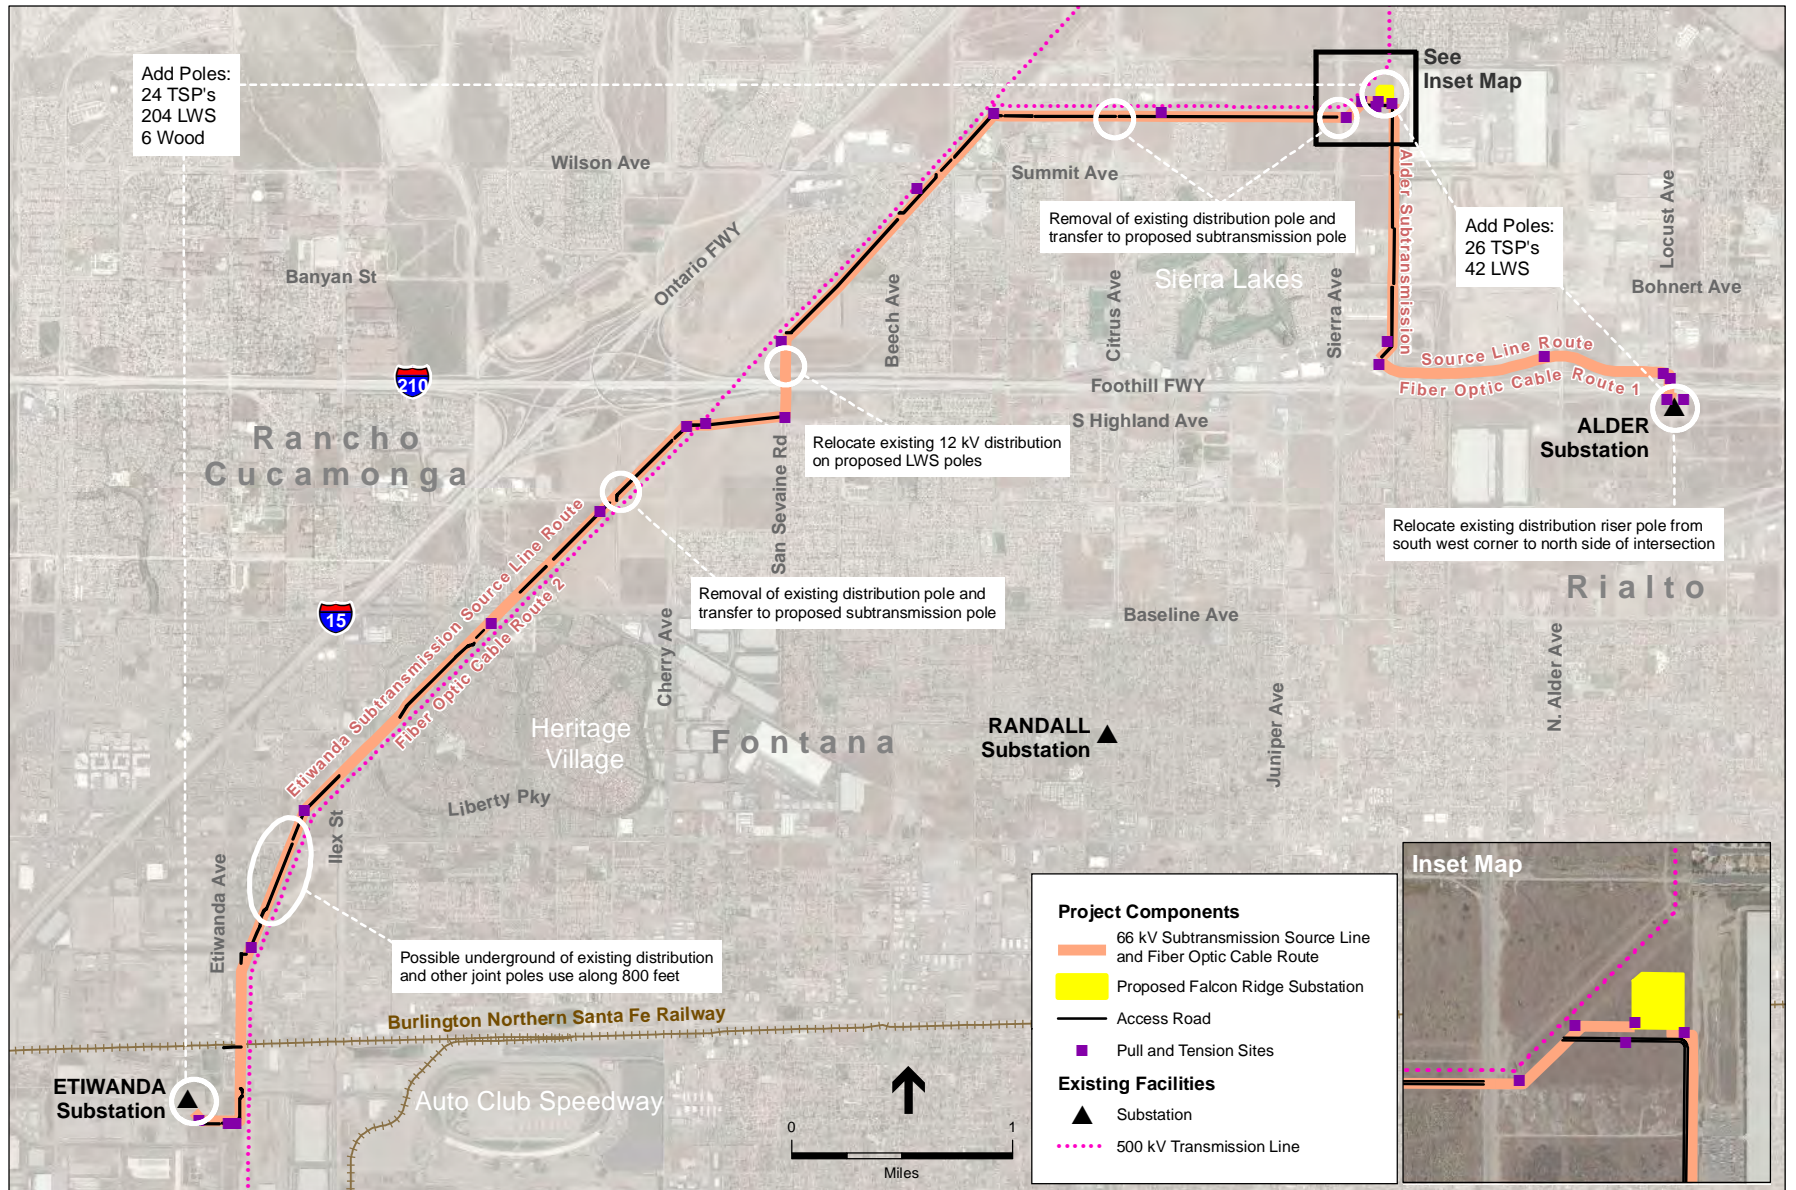 Add Poles:
24 TSP's
204 LWS
6 Wood
See
Inset Map
Wilson Ave
Summit Ave
Removal of existing distribution pole and
transfer to proposed subtransmission pole
Add Poles:
26 TSP's
42 LWS
Locust Ave
Banyan St
Ontario FWY
Beech Ave
Citrus Ave
Sierra Lakes
Sierra Ave
Alder Subtransmission
Bohnert Ave
Source Line Route
Fiber Optic Cable Route 1
210
Foothill FWY
S Highland Ave
ALDER
Substation
Rancho
Cucamonga
San Sevaine Rd
Relocate existing 12 kV distribution
on proposed LWS poles
Relocate existing distribution riser pole from
south west corner to north side of intersection
Etiwanda Subtransmission Source Line Route
Fiber Optic Cable Route 2
15
Removal of existing distribution pole and
transfer to proposed subtransmission pole
Rialto
Baseline Ave
Cherry Ave
N. Alder Ave
Juniper Ave
Heritage
Village
Fontana
RANDALL
Substation
Liberty Pky
Ilex St
Etiwanda Ave
Possible underground of existing distribution
and other joint poles use along 800 feet
Burlington Northern Santa Fe Railway
ETIWANDA
Substation
Auto Club Speedway
0 1
Miles
Project Components
66 kV Subtransmission Source Line
and Fiber Optic Cable Route
Proposed Falcon Ridge Substation
Access Road
Pull and Tension Sites
Existing Facilities
Substation
500 kV Transmission Line
Inset Map